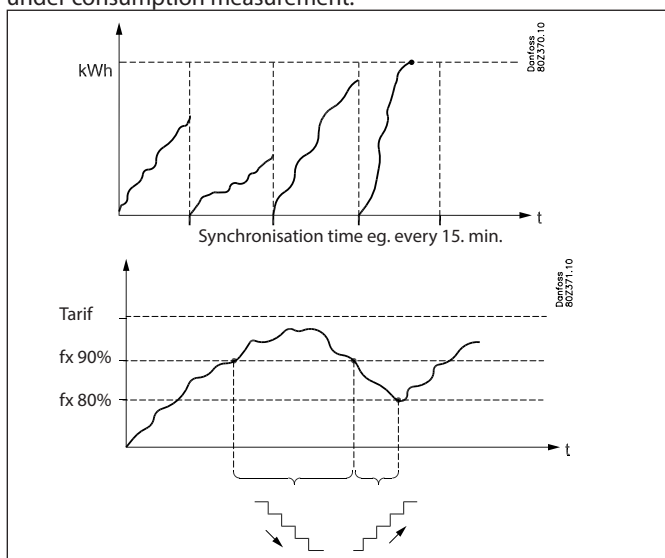 under consumption measurement.
kWh
Danfoss
80Z370.10
t
Synchronisation time eg. every 15. min.
Danfoss
80Z371.10
Tarif
fx 90%
fx 80%
t